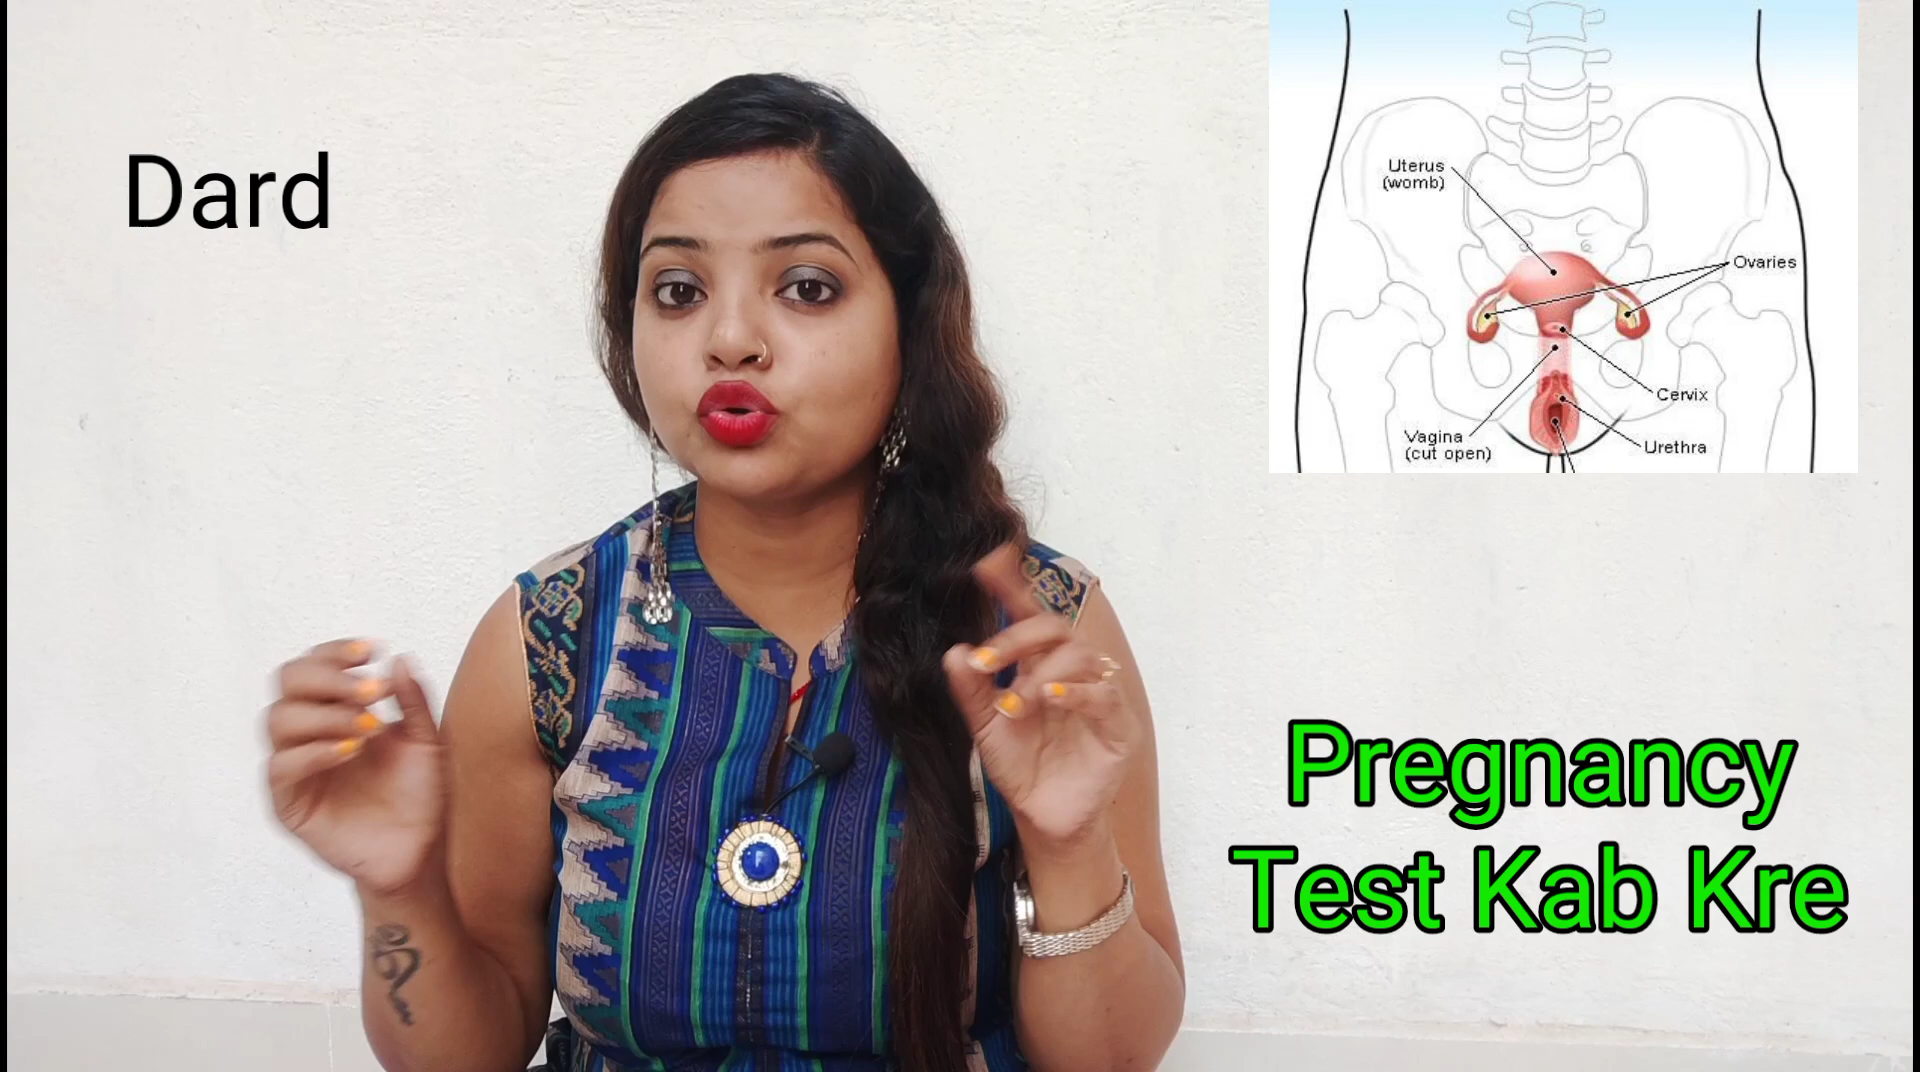 Dard
Uterus
(womb)
Ovaries
Cervix
Vagina
(cut open)
Urethra
Pregnancy
Test Kab Kre